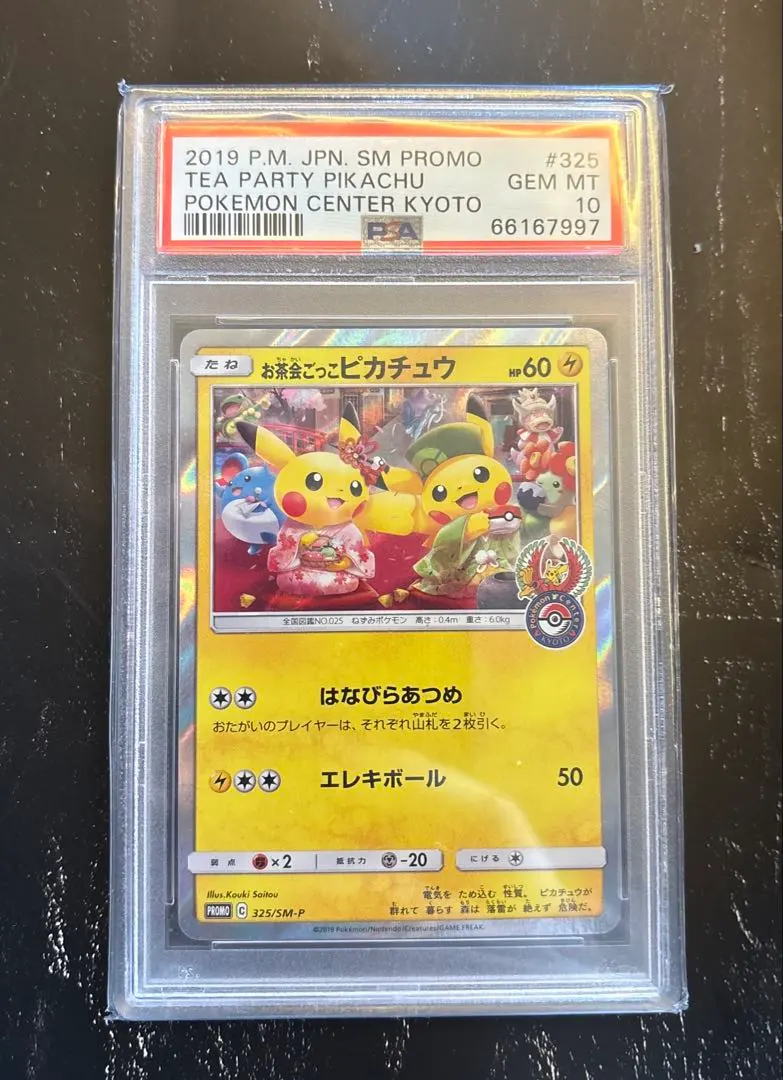 2019 P.M. JPN. SM PROMO #325
TEA PARTY PIKACHU GEM MT
POKEMON CENTER KYOTO 10
PSA 66167997
たね お茶会ごっこピカチュウ HP60
Pokémon Center
KYOTO
全国図鑑NO.025 ねずみポケモン 高さ:0.4m 重さ:6.0kg
はなびらあつめ
おたがいのプレイヤーは、それぞれ山札を2枚引く。
エレキボール 50
弱点 ×2 抵抗力 -20 にげる
Illus.Kouki Saitou
電気を ため込む 性質。 ピカチュウが
群れて 暮らす 森は 落雷が 絶えず 危険だ。
PROMO C 325/SM-P
©2019 Pokémon/Nintendo/Creatures/GAME FREAK.